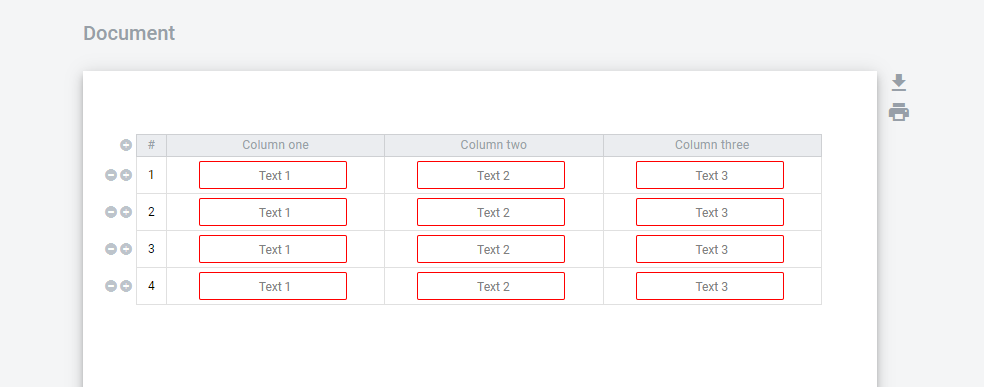 Document
# Column one Column two Column three
1 Text 1 Text 2 Text 3
2 Text 1 Text 2 Text 3
3 Text 1 Text 2 Text 3
4 Text 1 Text 2 Text 3